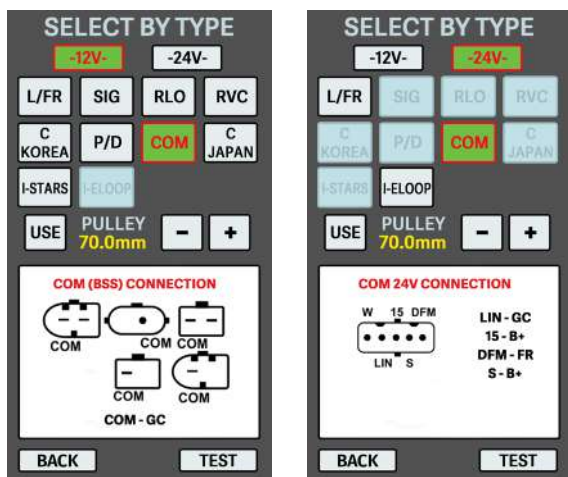 SELECT BY TYPE
-12V- -24V-
L/FR SIG RLO RVC
C KOREA P/D COM C JAPAN
I-STARS I-ELOOP
USE PULLEY 70.0mm - +
COM (BSS) CONNECTION
COM COM COM
COM COM
COM - GC
BACK TEST
SELECT BY TYPE
-12V- -24V-
L/FR SIG RLO RVC
C KOREA P/D COM C JAPAN
I-STARS I-ELOOP
USE PULLEY 70.0mm - +
COM 24V CONNECTION
W 15 DFM
LIN S
LIN - GC
15 - B+
DFM - FR
S - B+
BACK TEST